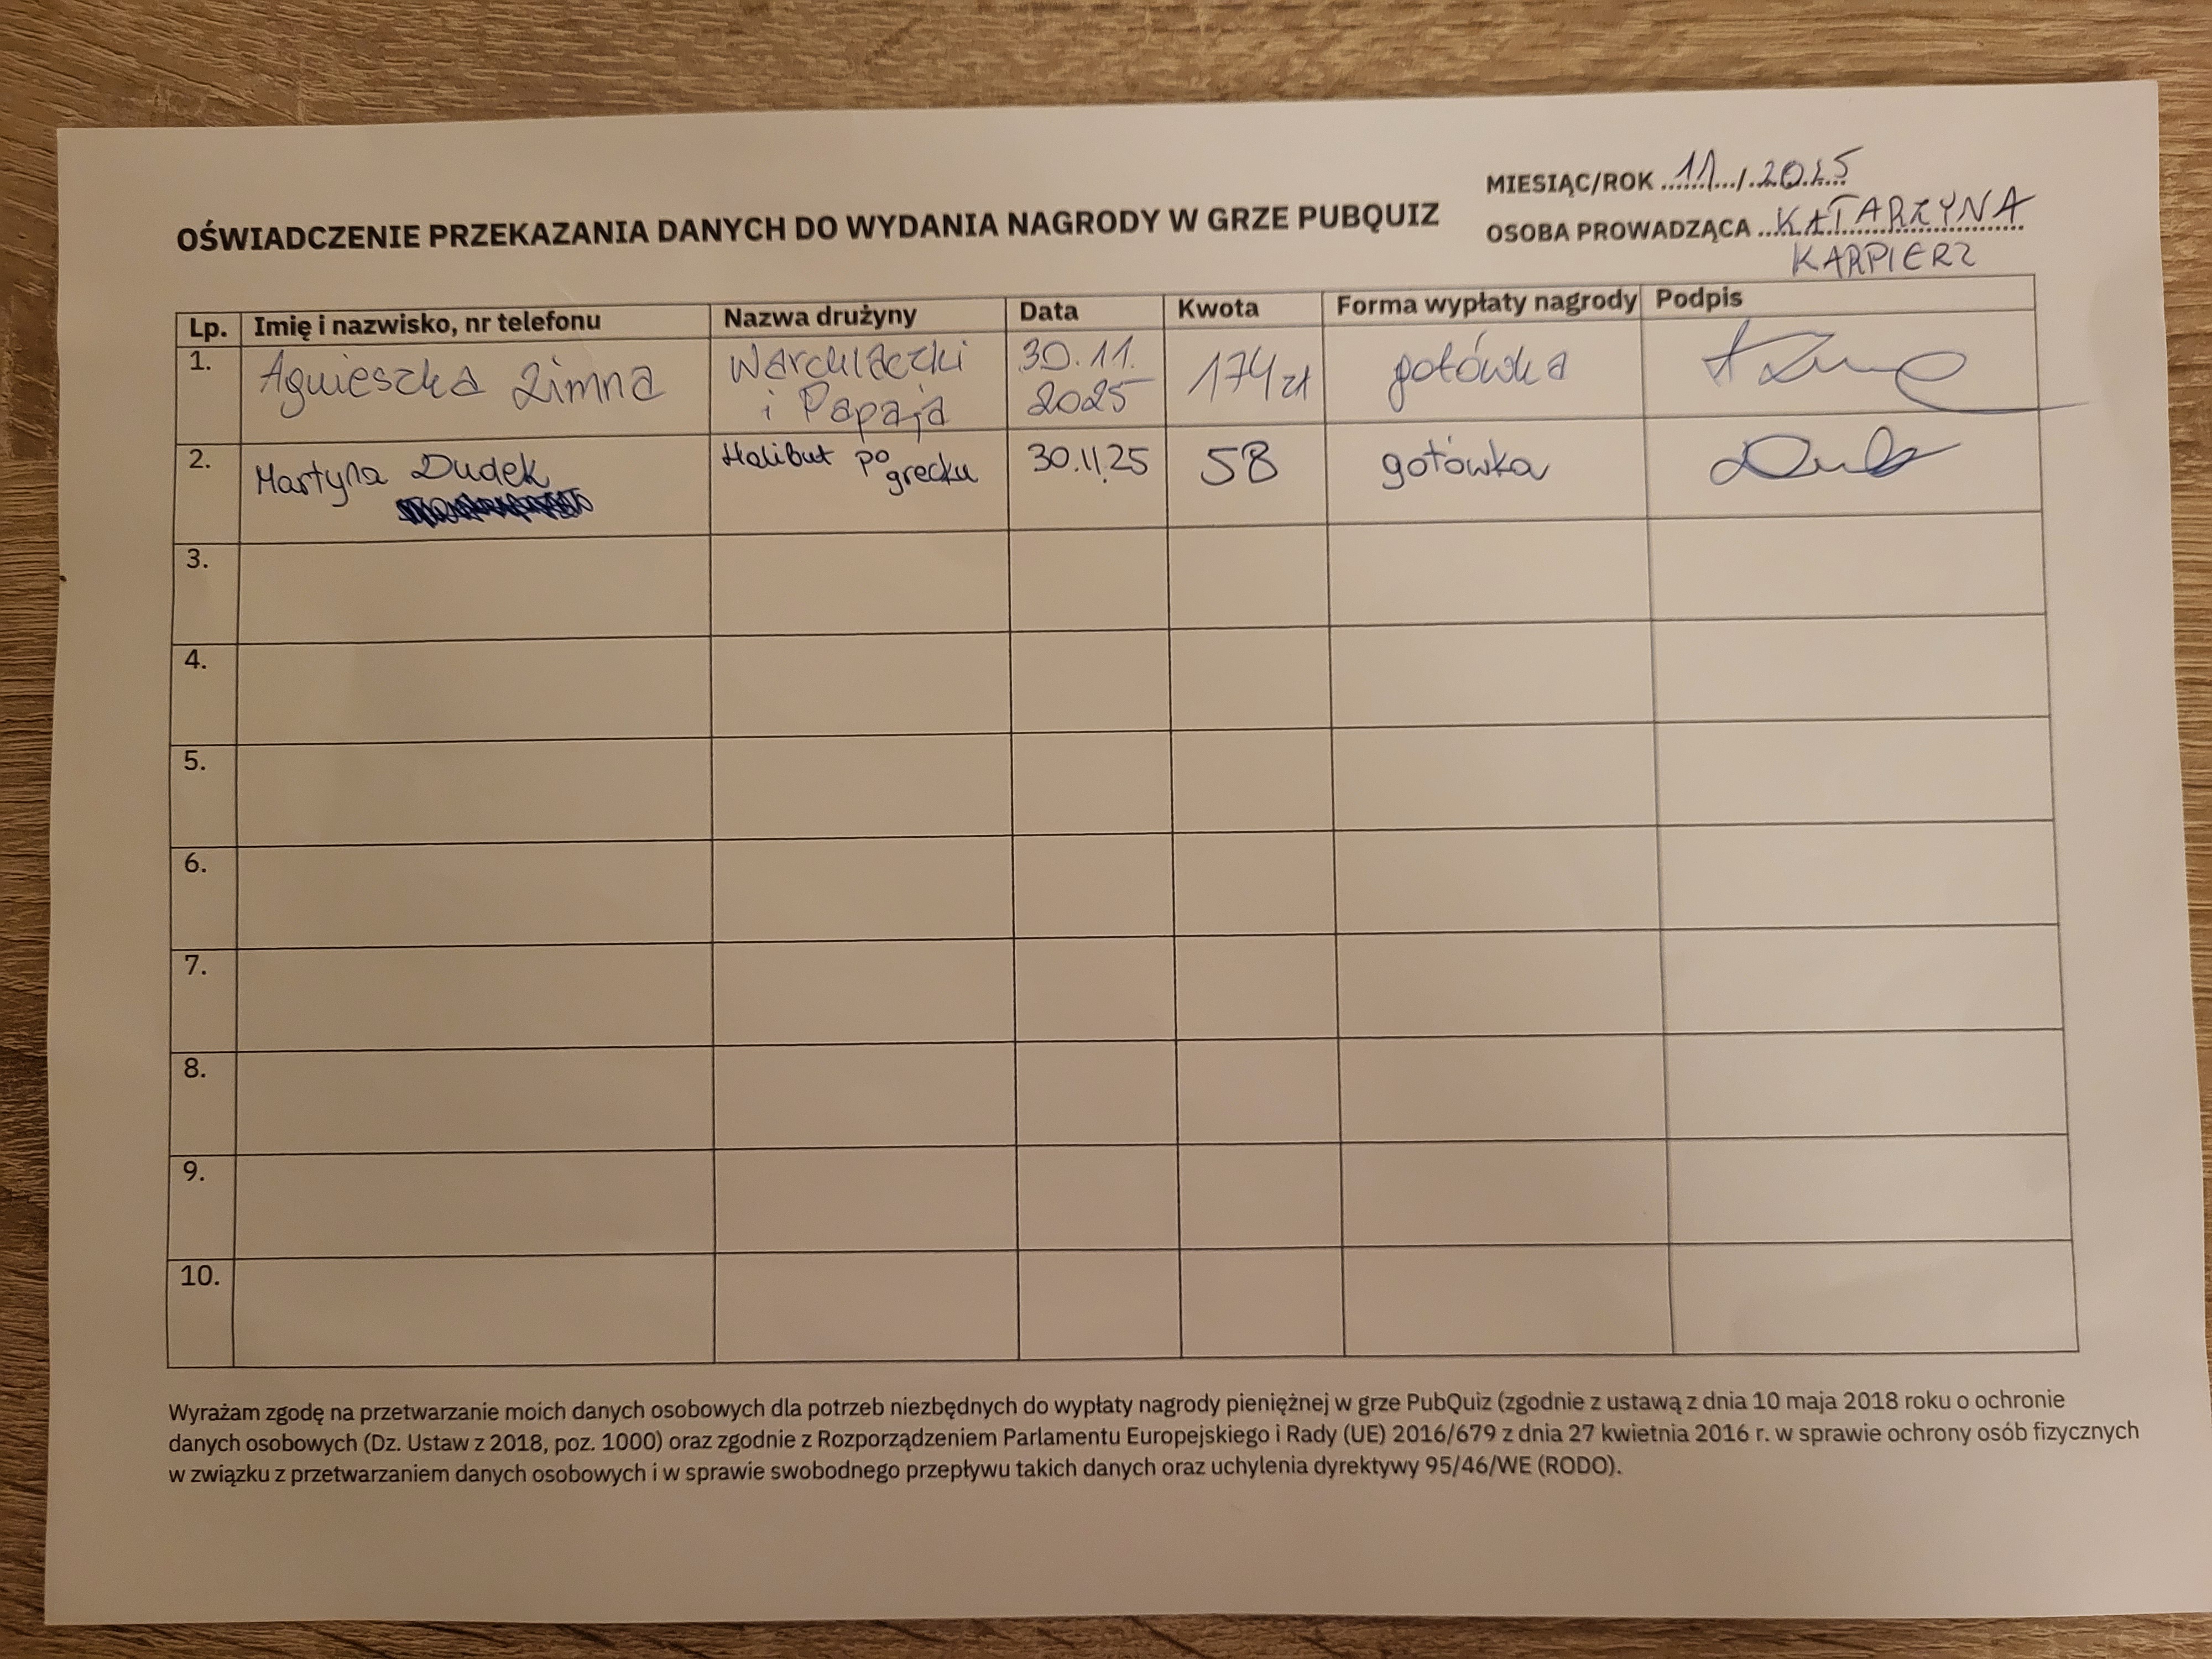 MIESIĄC/ROK 11 / 2025
OŚWIADCZENIE PRZEKAZANIA DANYCH DO WYDANIA NAGRODY W GRZE PUBQUIZ
OSOBA PROWADZĄCA KATARZYNA
KARPIERZ
Lp. Imię i nazwisko, nr telefonu Nazwa drużyny Data Kwota Forma wypłaty nagrody Podpis
1. Agnieszka Zimna Warchlaczki 30.11. 174 zł gotówka
i Papaja 2025
2. Martyna Dudek Halibut po grecku 30.11.25 58 gotówka
3.
4.
5.
6.
7.
8.
9.
10.
Wyrażam zgodę na przetwarzanie moich danych osobowych dla potrzeb niezbędnych do wypłaty nagrody pieniężnej w grze PubQuiz (zgodnie z ustawą z dnia 10 maja 2018 roku o ochronie
danych osobowych (Dz. Ustaw z 2018, poz. 1000) oraz zgodnie z Rozporządzeniem Parlamentu Europejskiego i Rady (UE) 2016/679 z dnia 27 kwietnia 2016 r. w sprawie ochrony osób fizycznych
w związku z przetwarzaniem danych osobowych i w sprawie swobodnego przepływu takich danych oraz uchylenia dyrektywy 95/46/WE (RODO).